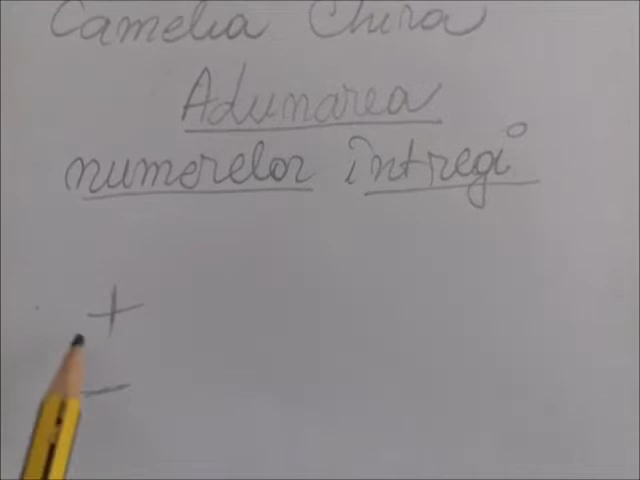 Camelia Chira
Adunarea
numerelor întregi
+
-